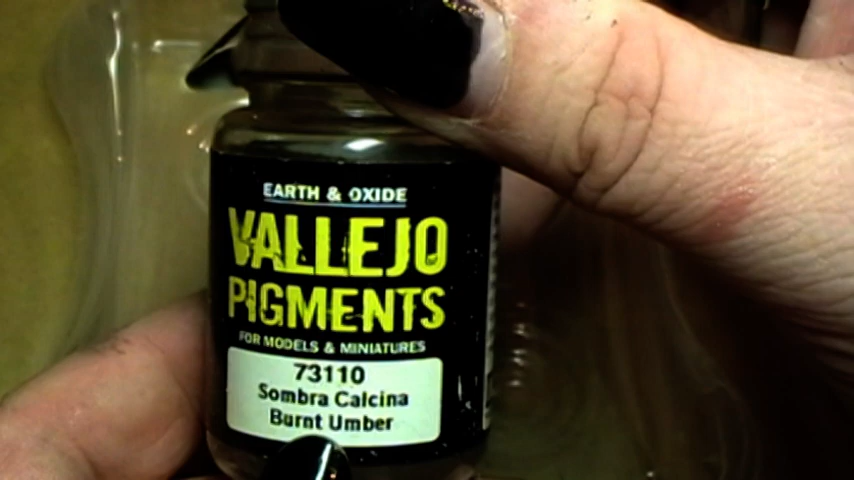 EARTH & OXIDE
VALLEJO
PIGMENTS
FOR MODELS & MINIATURES
73110
Sombra Calcina
Burnt Umber